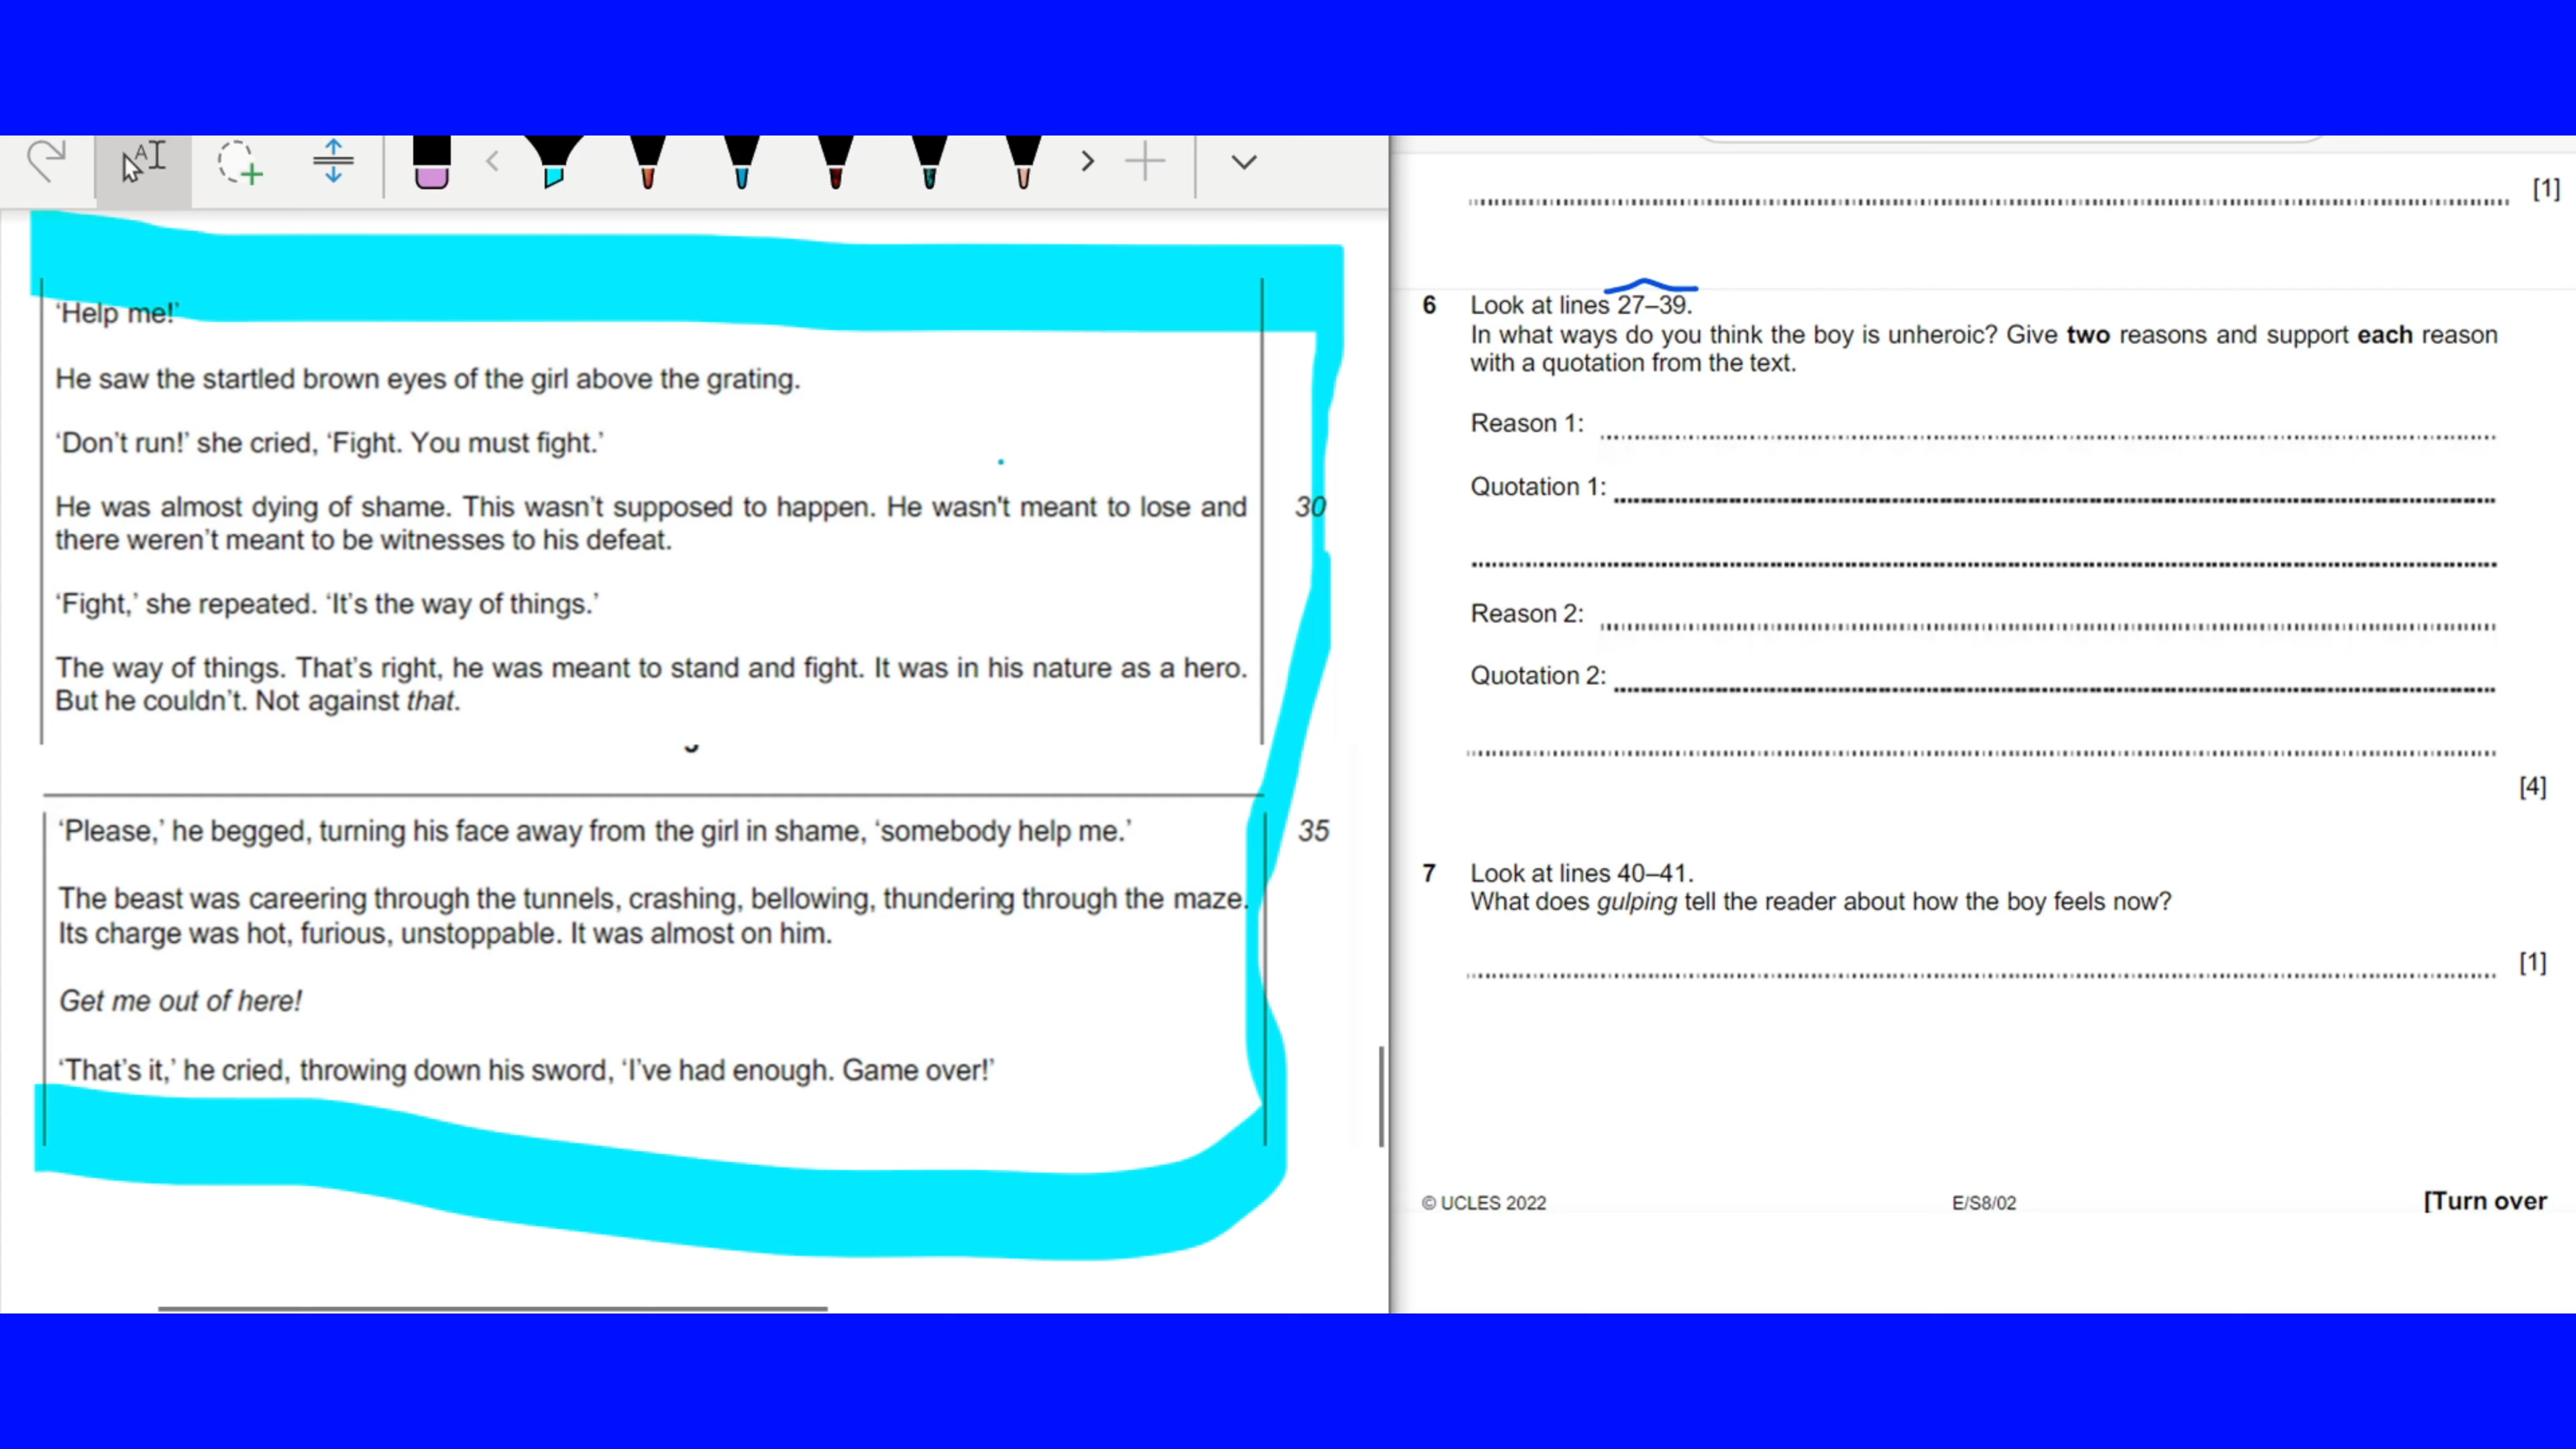 ‘Help me!’
He saw the startled brown eyes of the girl above the grating.
‘Don’t run!’ she cried, ‘Fight. You must fight.’
He was almost dying of shame. This wasn’t supposed to happen. He wasn't meant to lose and
30
there weren’t meant to be witnesses to his defeat.
‘Fight,’ she repeated. ‘It’s the way of things.’
The way of things. That’s right, he was meant to stand and fight. It was in his nature as a hero.
But he couldn’t. Not against that.
‘Please,’ he begged, turning his face away from the girl in shame, ‘somebody help me.’
35
The beast was careering through the tunnels, crashing, bellowing, thundering through the maze.
Its charge was hot, furious, unstoppable. It was almost on him.
Get me out of here!
‘That’s it,’ he cried, throwing down his sword, ‘I’ve had enough. Game over!’
[1]
6 Look at lines 27–39.
In what ways do you think the boy is unheroic? Give two reasons and support each reason
with a quotation from the text.
Reason 1:
Quotation 1:
Reason 2:
Quotation 2:
[4]
7 Look at lines 40–41.
What does gulping tell the reader about how the boy feels now?
[1]
© UCLES 2022 E/S8/02 [Turn over